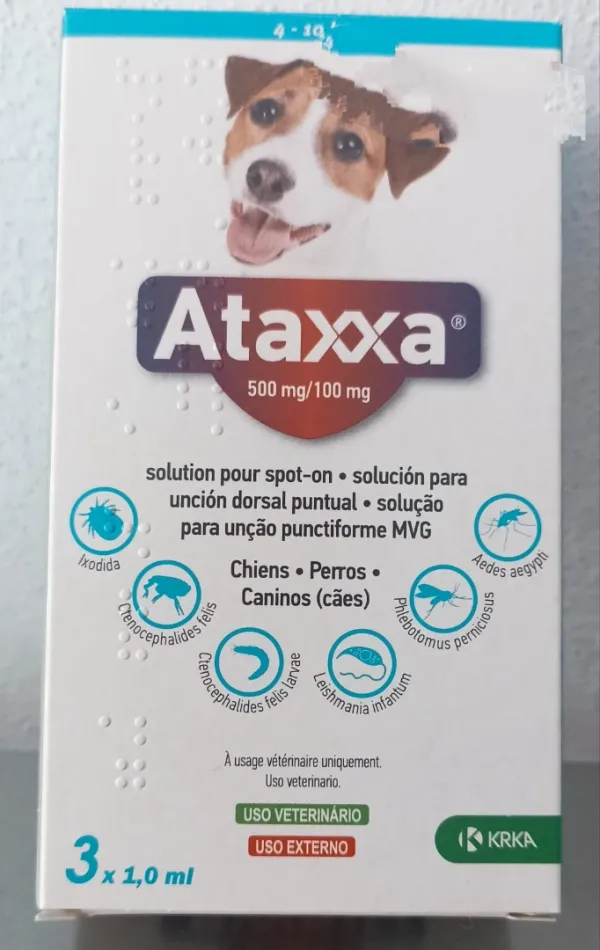 4 - 10
Ataxxa®
500 mg/100 mg
solution pour spot-on • solución para
unción dorsal puntual • solução
para unção punctiforme MVG
Chiens • Perros •
Caninos (cães)
Ixodida
Ctenocephalides felis
Ctenocephalides felis larvae
Leishmania infantum
Phlebotomus perniciosus
Aedes aegypti
À usage vétérinaire uniquement.
Uso veterinario.
USO VETERINÁRIO
USO EXTERNO
KRKA
3 x 1,0 ml